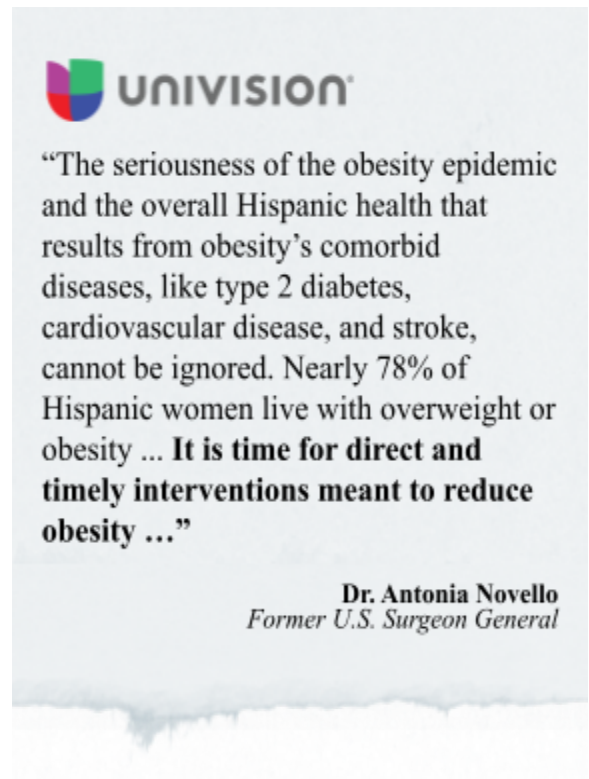 UNIVISION
“The seriousness of the obesity epidemic
and the overall Hispanic health that
results from obesity’s comorbid
diseases, like type 2 diabetes,
cardiovascular disease, and stroke,
cannot be ignored. Nearly 78% of
Hispanic women live with overweight or
obesity ... It is time for direct and
timely interventions meant to reduce
obesity …”
Dr. Antonia Novello
Former U.S. Surgeon General